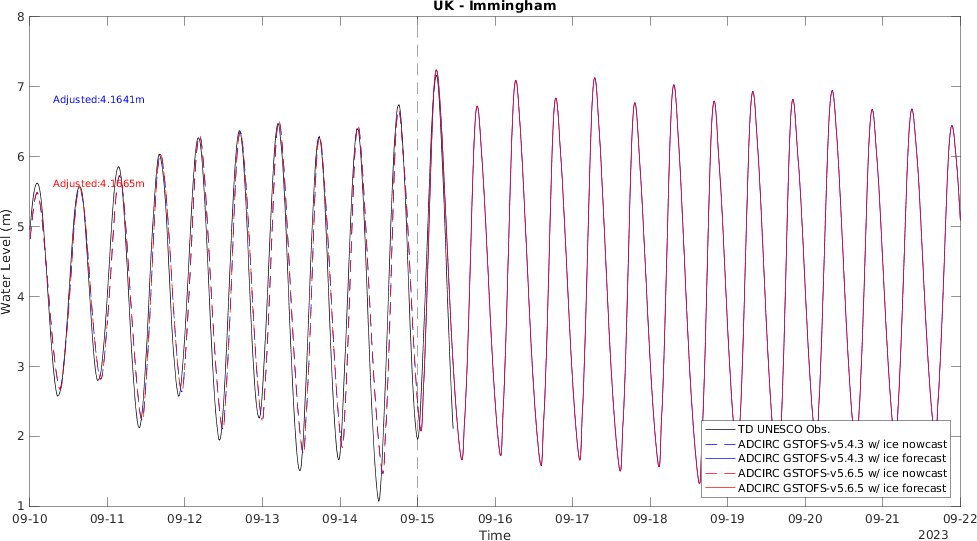 UK - Immingham
8
7
6
5
4
3
2
1
Water Level (m)
Adjusted:4.1641m
Adjusted:4.1665m
TD UNESCO Obs.
ADCIRC GSTOFS-v5.4.3 w/ ice nowcast
ADCIRC GSTOFS-v5.4.3 w/ ice forecast
ADCIRC GSTOFS-v5.6.5 w/ ice nowcast
ADCIRC GSTOFS-v5.6.5 w/ ice forecast
09-10 09-11 09-12 09-13 09-14 09-15 09-16 09-17 09-18 09-19 09-20 09-21 09-22
Time
2023